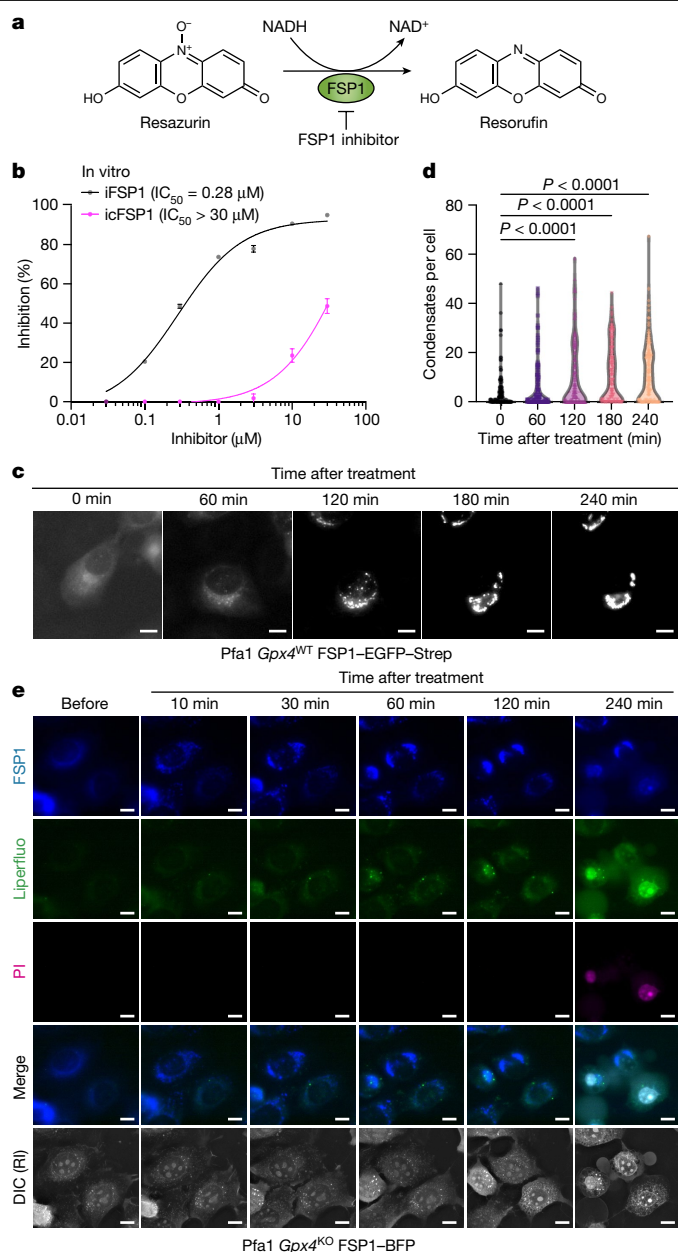 a
O⁻
N⁺
HO
O
O
Resazurin
NADH
NAD⁺
FSP1
FSP1 inhibitor
N
HO
O
O
Resorufin
b
In vitro
iFSP1 (IC₅₀ = 0.28 μM)
icFSP1 (IC₅₀ > 30 μM)
Inhibition (%)
100
80
60
40
20
0
0.01
0.1
1
10
100
Inhibitor (μM)
d
P < 0.0001
P < 0.0001
P < 0.0001
Condensates per cell
80
60
40
20
0
0
60
120
180
240
Time after treatment (min)
c
Time after treatment
0 min
60 min
120 min
180 min
240 min
Pfa1 Gpx4ᵂᵀ FSP1–EGFP–Strep
e
Time after treatment
Before
10 min
30 min
60 min
120 min
240 min
FSP1
Liperfluo
PI
Merge
DIC (RI)
Pfa1 Gpx4ᴷᴼ FSP1–BFP